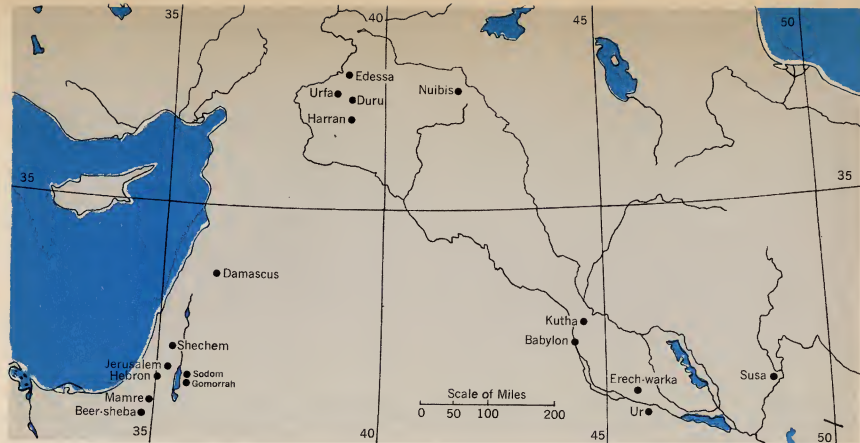 35
40
45
50
Edessa
Urfa
Duru
Nuibis
Harran
35
35
Damascus
Kutha
Shechem
Babylon
Jerusalem
Hebron
Sodom
Gomorrah
Erech-warka
Susa
Scale of Miles
Mamre
0 50 100 200
Beer-sheba
Ur
35
40
45
50